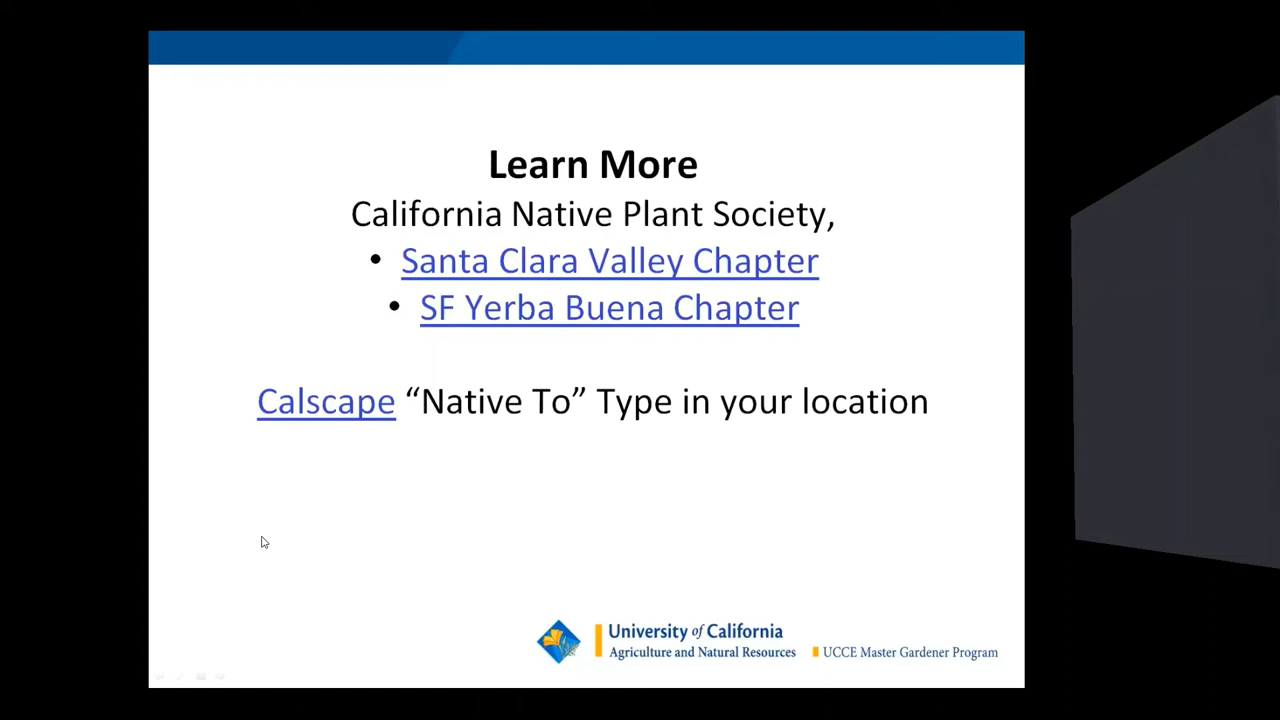 Learn More
California Native Plant Society,
• Santa Clara Valley Chapter
• SF Yerba Buena Chapter
Calscape “Native To” Type in your location
University of California
Agriculture and Natural Resources
UCCE Master Gardener Program